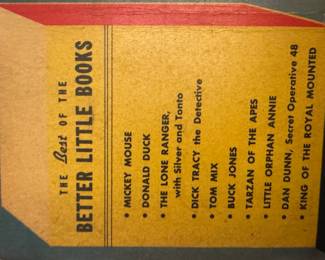 THE Best OF THE
BETTER LITTLE BOOKS
• MICKEY MOUSE
• DONALD DUCK
• THE LONE RANGER,
with Silver and Tonto
• DICK TRACY the Detective
• TOM MIX
• BUCK JONES
• TARZAN OF THE APES
• LITTLE ORPHAN ANNIE
• DAN DUNN, Secret Operative 48
• KING OF THE ROYAL MOUNTED